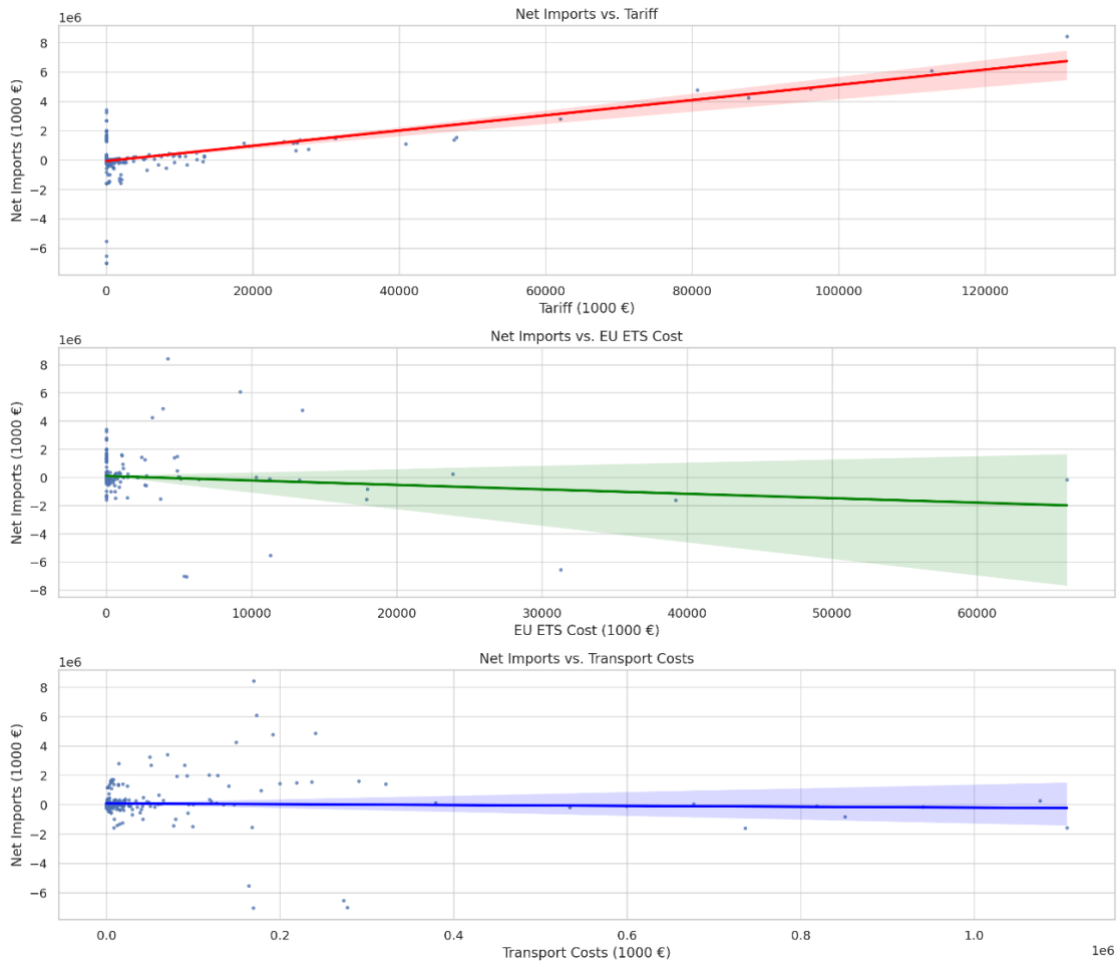 Net Imports vs. Tariff
1e6
8
6
4
2
0
−2
−4
−6
Net Imports (1000 €)
0 20000 40000 60000 80000 100000 120000
Tariff (1000 €)
Net Imports vs. EU ETS Cost
1e6
8
6
4
2
0
−2
−4
−6
−8
Net Imports (1000 €)
0 10000 20000 30000 40000 50000 60000
EU ETS Cost (1000 €)
Net Imports vs. Transport Costs
1e6
8
6
4
2
0
−2
−4
−6
Net Imports (1000 €)
0.0 0.2 0.4 0.6 0.8 1.0
Transport Costs (1000 €)
1e6